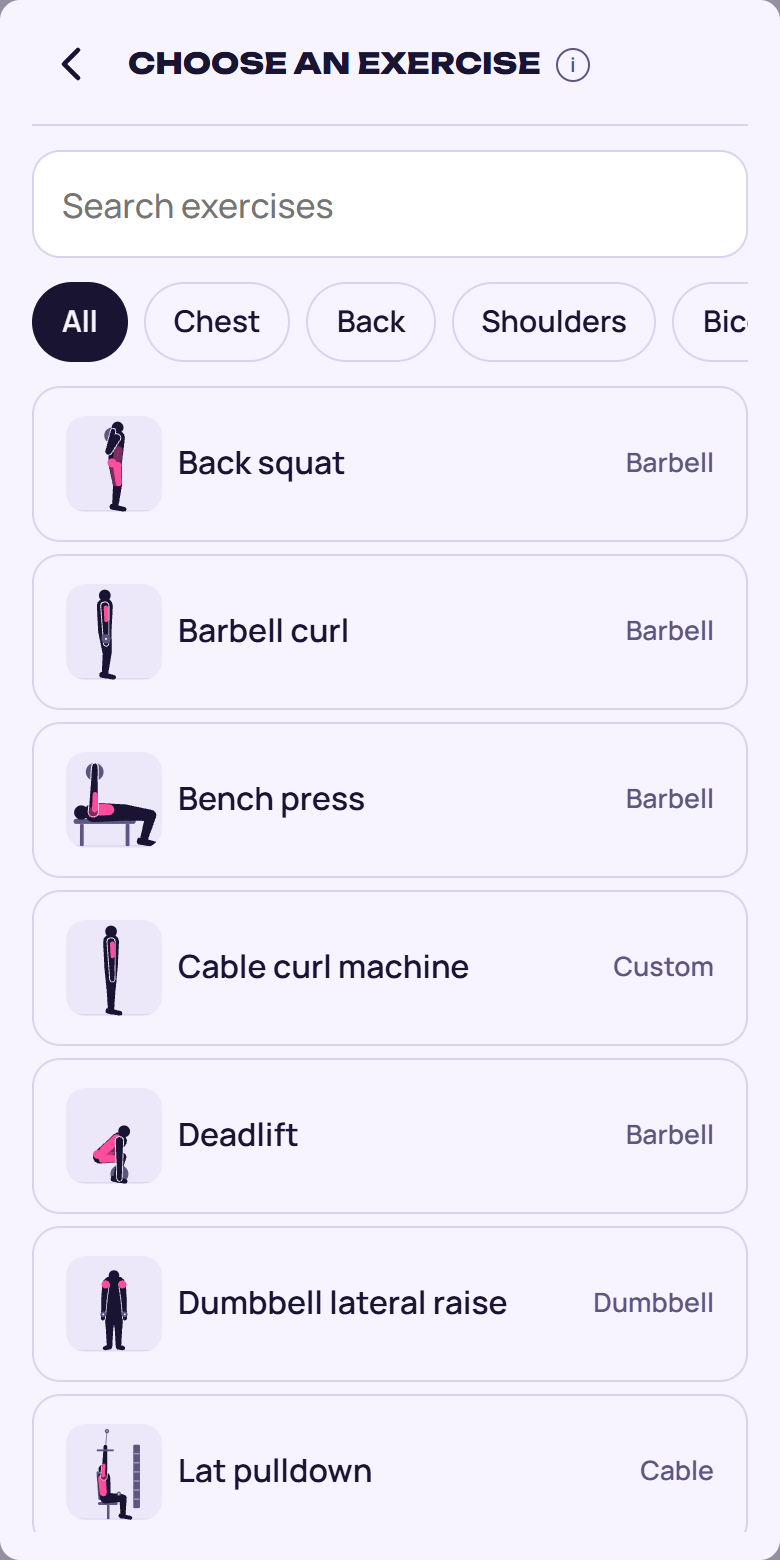 CHOOSE AN EXERCISE i
Search exercises
All Chest Back Shoulders
Back squat Barbell
Barbell curl Barbell
Bench press Barbell
Cable curl machine Custom
Deadlift Barbell
Dumbbell lateral raise Dumbbell
Lat pulldown Cable